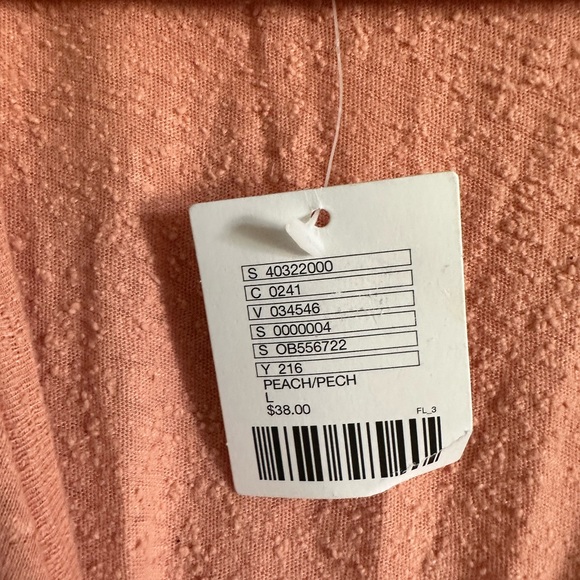 S 40322000
C 0241
V 034546
S 0000004
S OB556722
Y 216
PEACH/PECH
L
$38.00
FL_3